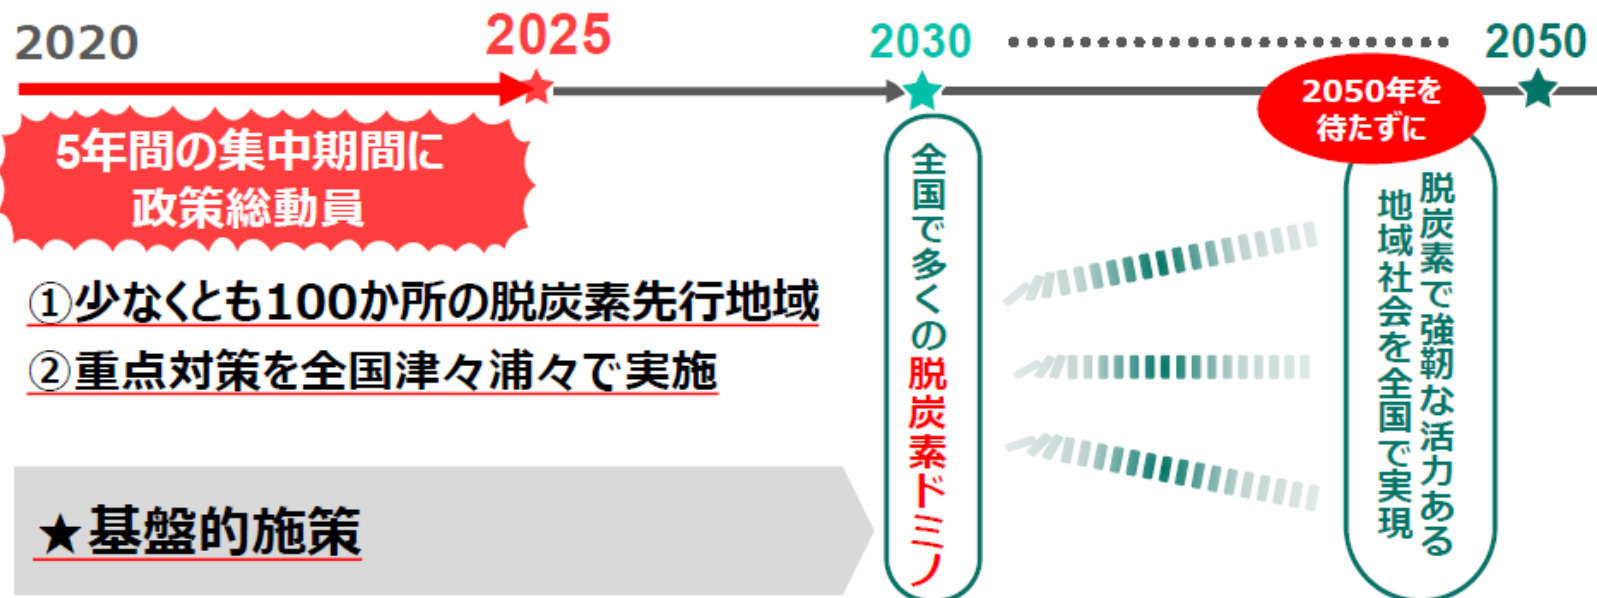 2020
2025
2030
2050
5年間の集中期間に
政策総動員
①少なくとも100か所の脱炭素先行地域
②重点対策を全国津々浦々で実施
★基盤的施策
全国で多くの脱炭素ドミノ
2050年を
待たずに
脱炭素で強靭な活力ある
地域社会を全国で実現